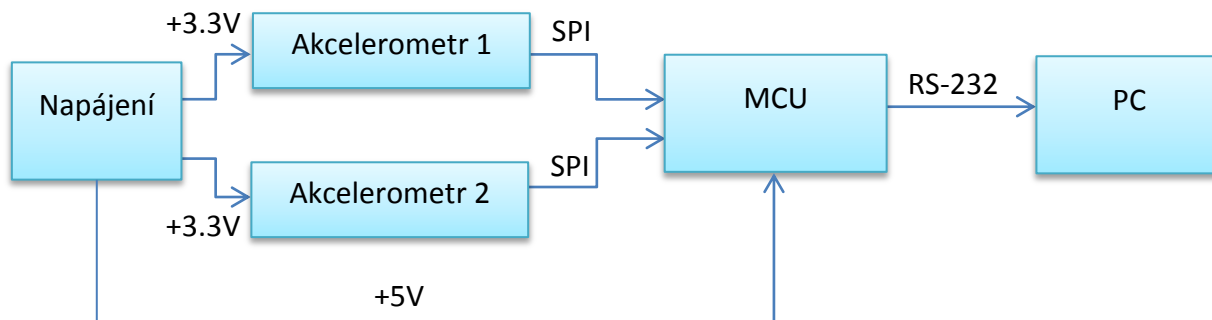 +3.3V
Akcelerometr 1
SPI
Napájení
MCU
RS-232
PC
SPI
Akcelerometr 2
+3.3V
+5V